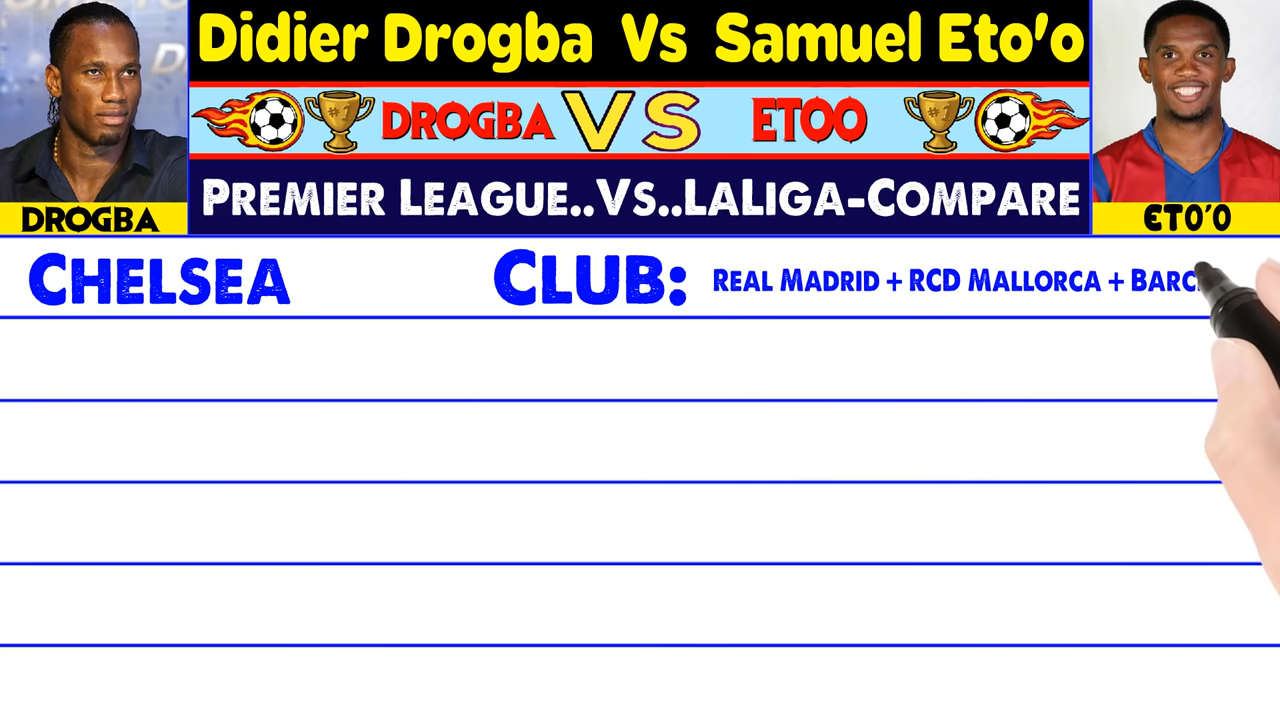 Didier Drogba Vs Samuel Eto'o
DROGBA VS ETOO
PREMIER LEAGUE..VS..LALIGA-COMPARE
DROGBA
ETO'O
CHELSEA CLUB: REAL MADRID + RCD MALLORCA +